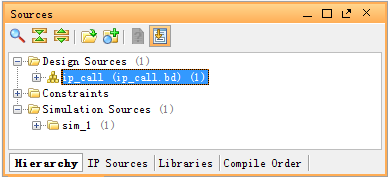 Sources
Design Sources (1)
ip_call (ip_call.bd) (1)
Constraints
Simulation Sources (1)
sim_1 (1)
Hierarchy IP Sources Libraries Compile Order